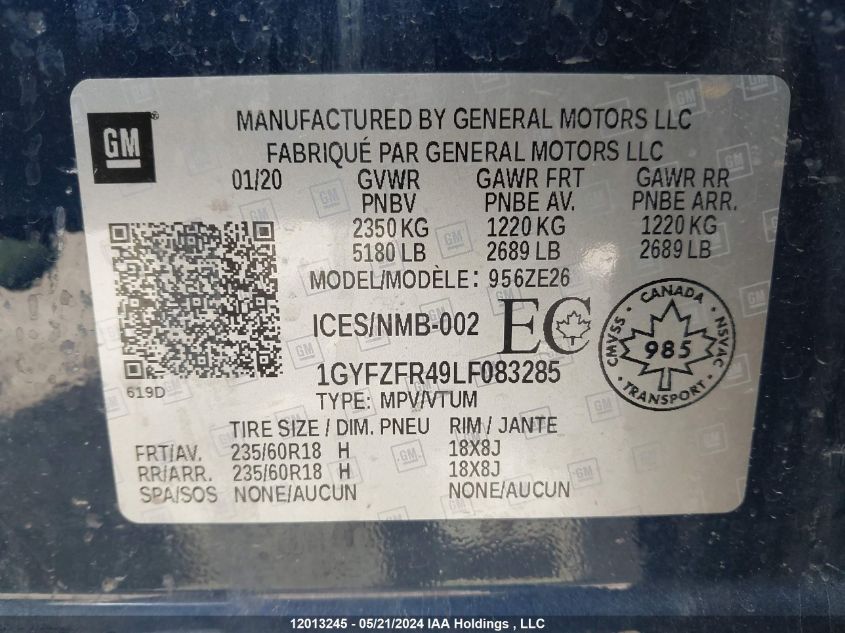 GM
MANUFACTURED BY GENERAL MOTORS LLC
FABRIQUÉ PAR GENERAL MOTORS LLC
01/20 GVWR GAWR FRT GAWR RR
PNBV PNBE AV. PNBE ARR.
2350 KG 1220 KG 1220 KG
5180 LB 2689 LB 2689 LB
MODEL/MODÈLE: 956ZE26
ICES/NMB-002 EC
CANADA
CMVSS 985 NSVAC
TRANSPORT
1GYFZFR49LF083285
619D
TYPE: MPV/VTUM
TIRE SIZE / DIM. PNEU RIM / JANTE
FRT/AV. 235/60R18 H 18X8J
RR/ARR. 235/60R18 H 18X8J
SPA/SOS NONE/AUCUN NONE/AUCUN
12013245 - 05/21/2024 IAA Holdings , LLC